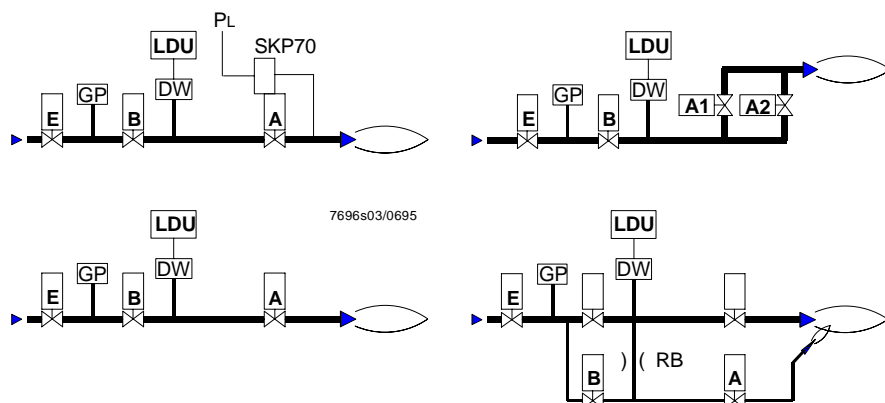 PL
LDU
SKP70
GP
DW
E
B
A
LDU
GP
DW
E
B
A1
A2
7696s03/0695
LDU
GP
DW
E
B
A
LDU
GP
DW
E
) ( RB
B
A